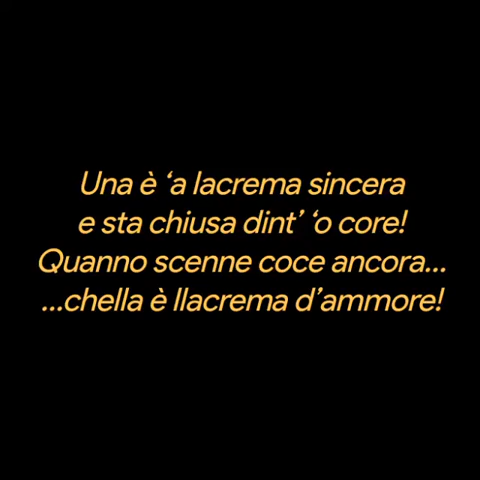 Una è ‘a lacrema sincera
e sta chiusa dint’ ‘o core!
Quanno scenne coce ancora...
...chella è llacrema d’ammore!